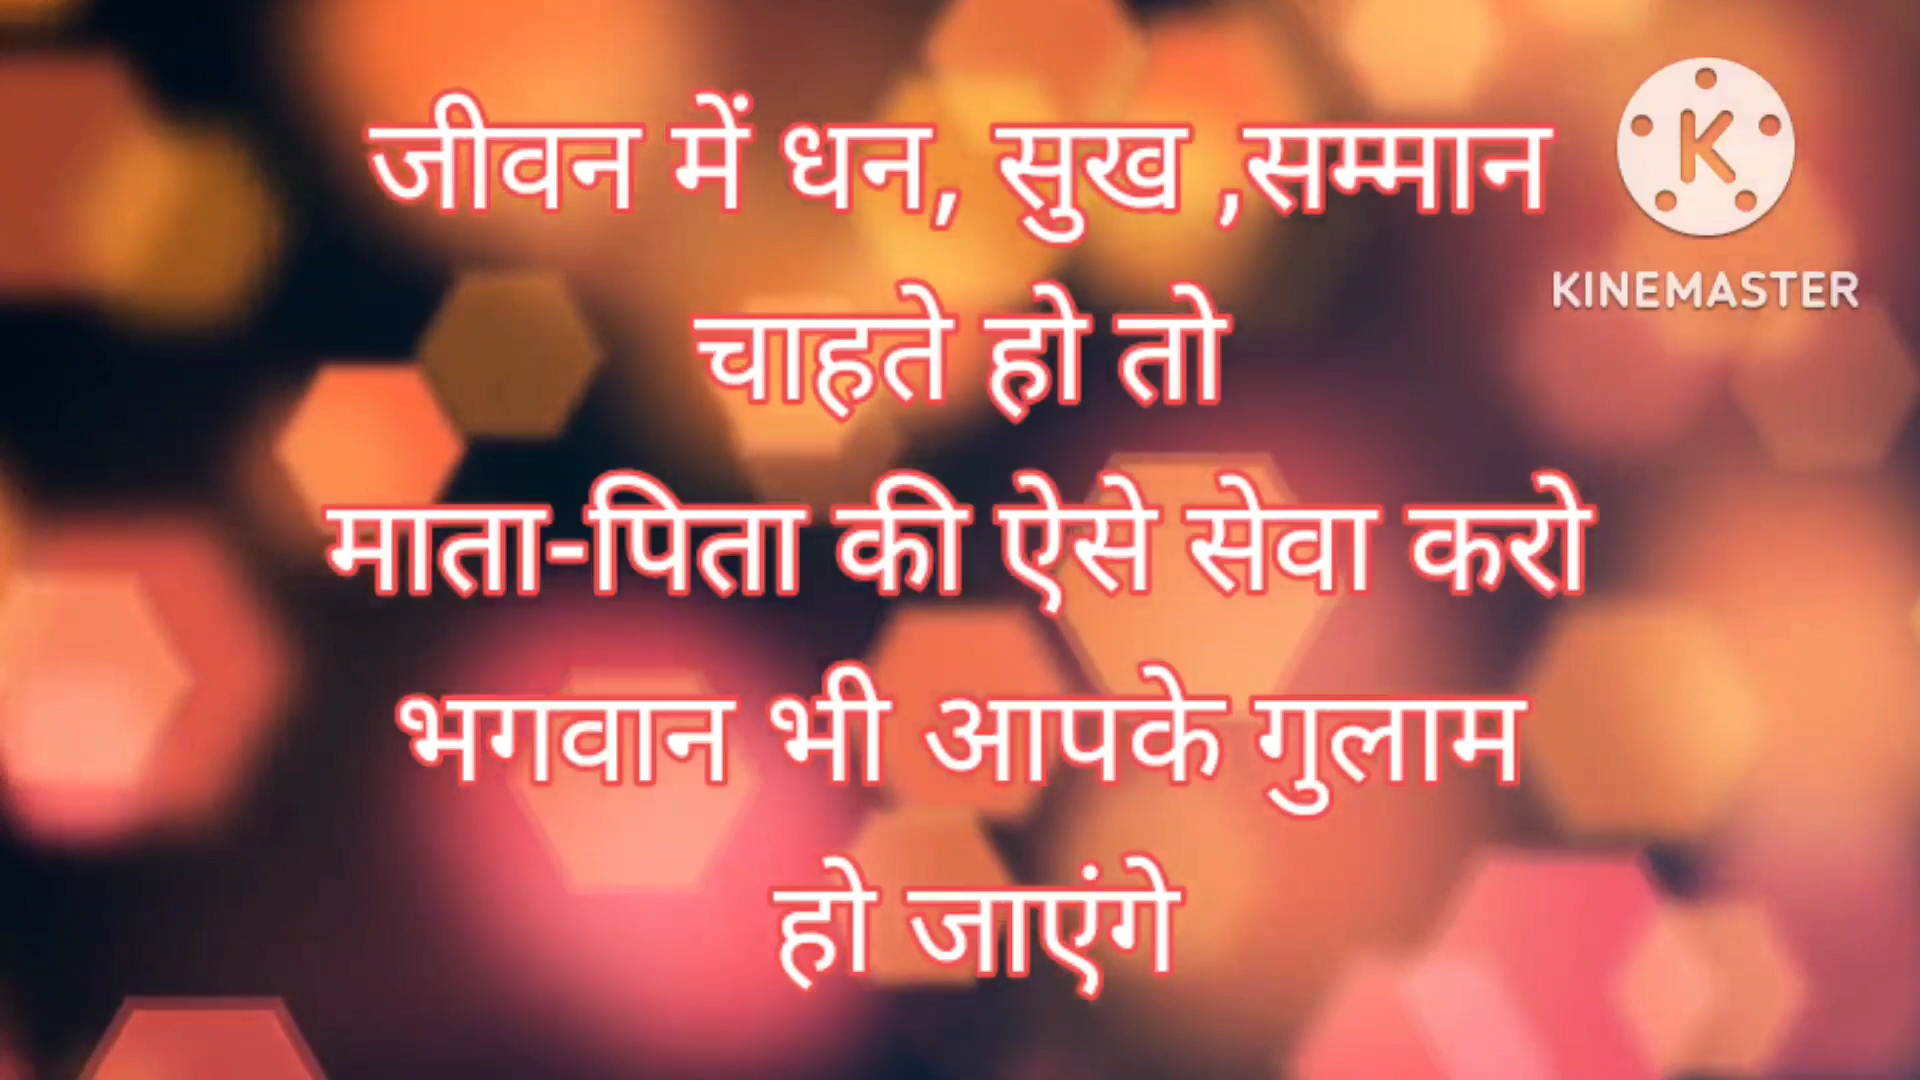 जीवन में धन, सुख ,सम्मान
चाहते हो तो
माता-पिता की ऐसे सेवा करो
भगवान भी आपके गुलाम
हो जाएंगे
K
KINEMASTER